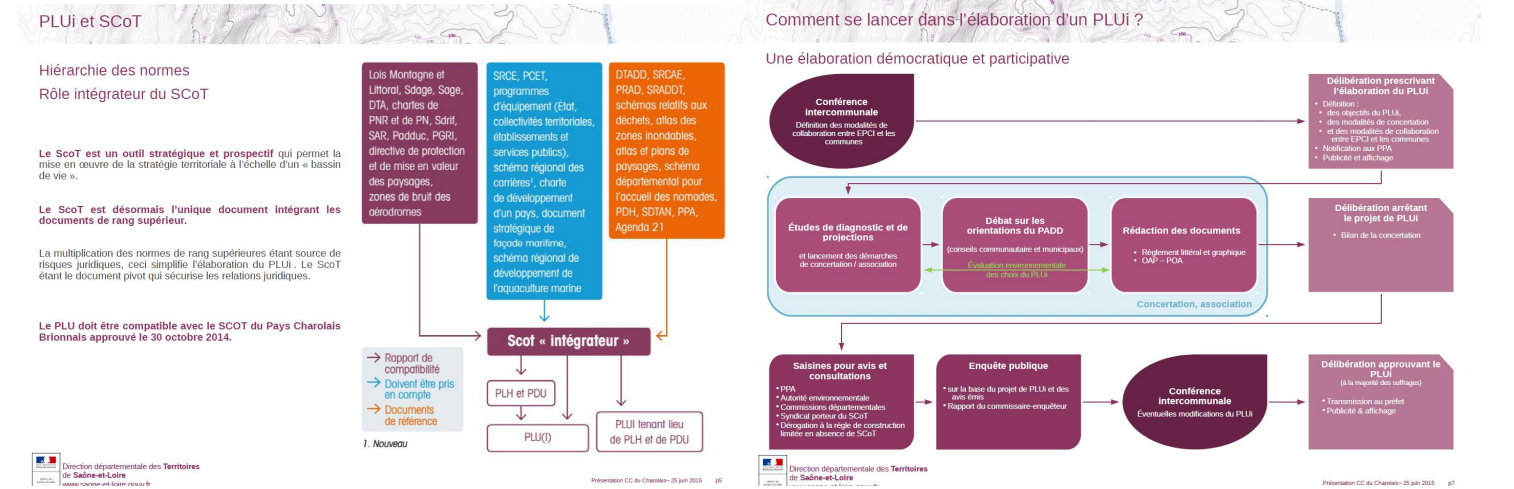 PLUi et SCoT
Hiérarchie des normes
Rôle intégrateur du SCoT
Le ScoT est un outil stratégique et prospectif qui permet la
mise en œuvre de la stratégie territoriale à l'échelle d'un « bassin
de vie ».
Le ScoT est désormais l'unique document intégrant les
documents de rang supérieur.
La multiplication des normes de rang supérieures étant source de
risques juridiques, ceci simplifie l'élaboration du PLUi . Le ScoT
étant le document pivot qui sécurise les relations juridiques.
Le PLU doit être compatible avec le SCOT du Pays Charolais
Brionnais approuvé le 30 octobre 2014.
Lois Montagne et
Littoral, Sdage, Sage,
DTA, chartes de
PNR et de PN, Sdrif,
SAR, Padduc, PGRI,
directive de protection
et de mise en valeur
des paysages,
zones de bruit des
aérodromes
SRCE, PCET,
programmes
d'équipement (État,
collectivités territoriales,
établissements et
services publics),
schéma régional des
carrières¹, charte
de développement
d'un pays, document
stratégique de
façade maritime,
schéma régional de
développement de
l'aquaculture marine
DTADD, SRCAE,
PRAD, SRADDT,
schémas relatifs aux
déchets, atlas des
zones inondables,
atlas et plans de
paysages, schéma
départemental pour
l'accueil des nomades,
PDH, SDTAN, PPA,
Agenda 21
Scot « intégrateur »
PLH et PDU
PLU(I)
PLUI tenant lieu
de PLH et de PDU
Rapport de
compatibilité
Doivent être pris
en compte
Documents
de référence
1. Nouveau
Direction départementale des Territoires
de Saône-et-Loire
www.saone-et-loire.gouv.fr
Présentation CC du Charolais– 25 juin 2015 p5
Comment se lancer dans l'élaboration d'un PLUi ?
Une élaboration démocratique et participative
Conférence
intercommunale
Définition des modalités de
collaboration entre EPCI et les
communes
Délibération prescrivant
l'élaboration du PLUi
• Définition :
• des objectifs du PLUi,
• des modalités de concertation
• et des modalités de collaboration
entre EPCI et les communes
• Notification aux PPA
• Publicité et affichage
Études de diagnostic et de
projections
et lancement des démarches
de concertation / association
Débat sur les
orientations du PADD
(conseils communautaire et municipaux)
Évaluation environnementale
des choix du PLUi
Rédaction des documents
• Règlement littéral et graphique
• OAP – POA
Concertation, association
Délibération arrêtant
le projet de PLUi
• Bilan de la concertation
Saisines pour avis et
consultations
• PPA
• Autorité environnementale
• Commissions départementales
• Syndicat porteur du SCoT
• Dérogation à la règle de construction
limitée en absence de SCoT
Enquête publique
• sur la base du projet de PLUi et des
avis émis
• Rapport du commissaire-enquêteur
Conférence
intercommunale
Éventuelles modifications du PLUi
Délibération approuvant le
PLUi
(à la majorité des suffrages)
• Transmission au préfet
• Publicité & affichage
Direction départementale des Territoires
de Saône-et-Loire
Présentation CC du Charolais– 25 juin 2015 p7